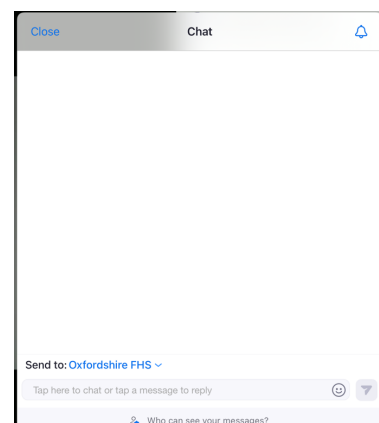 Close Chat
Send to: Oxfordshire FHS
Tap here to chat or tap a message to reply
Who can see your messages?